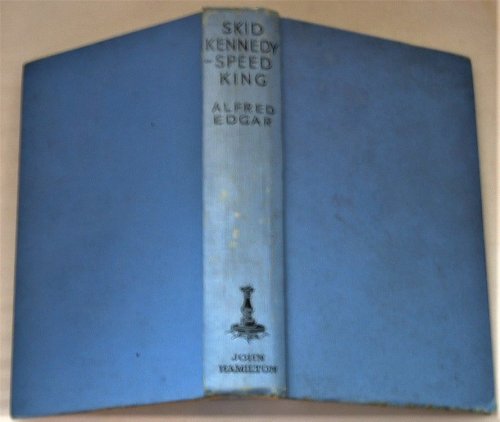 SKID
KENNEDY
-SPEED
KING
ALFRED
EDGAR
JOHN
HAMILTON